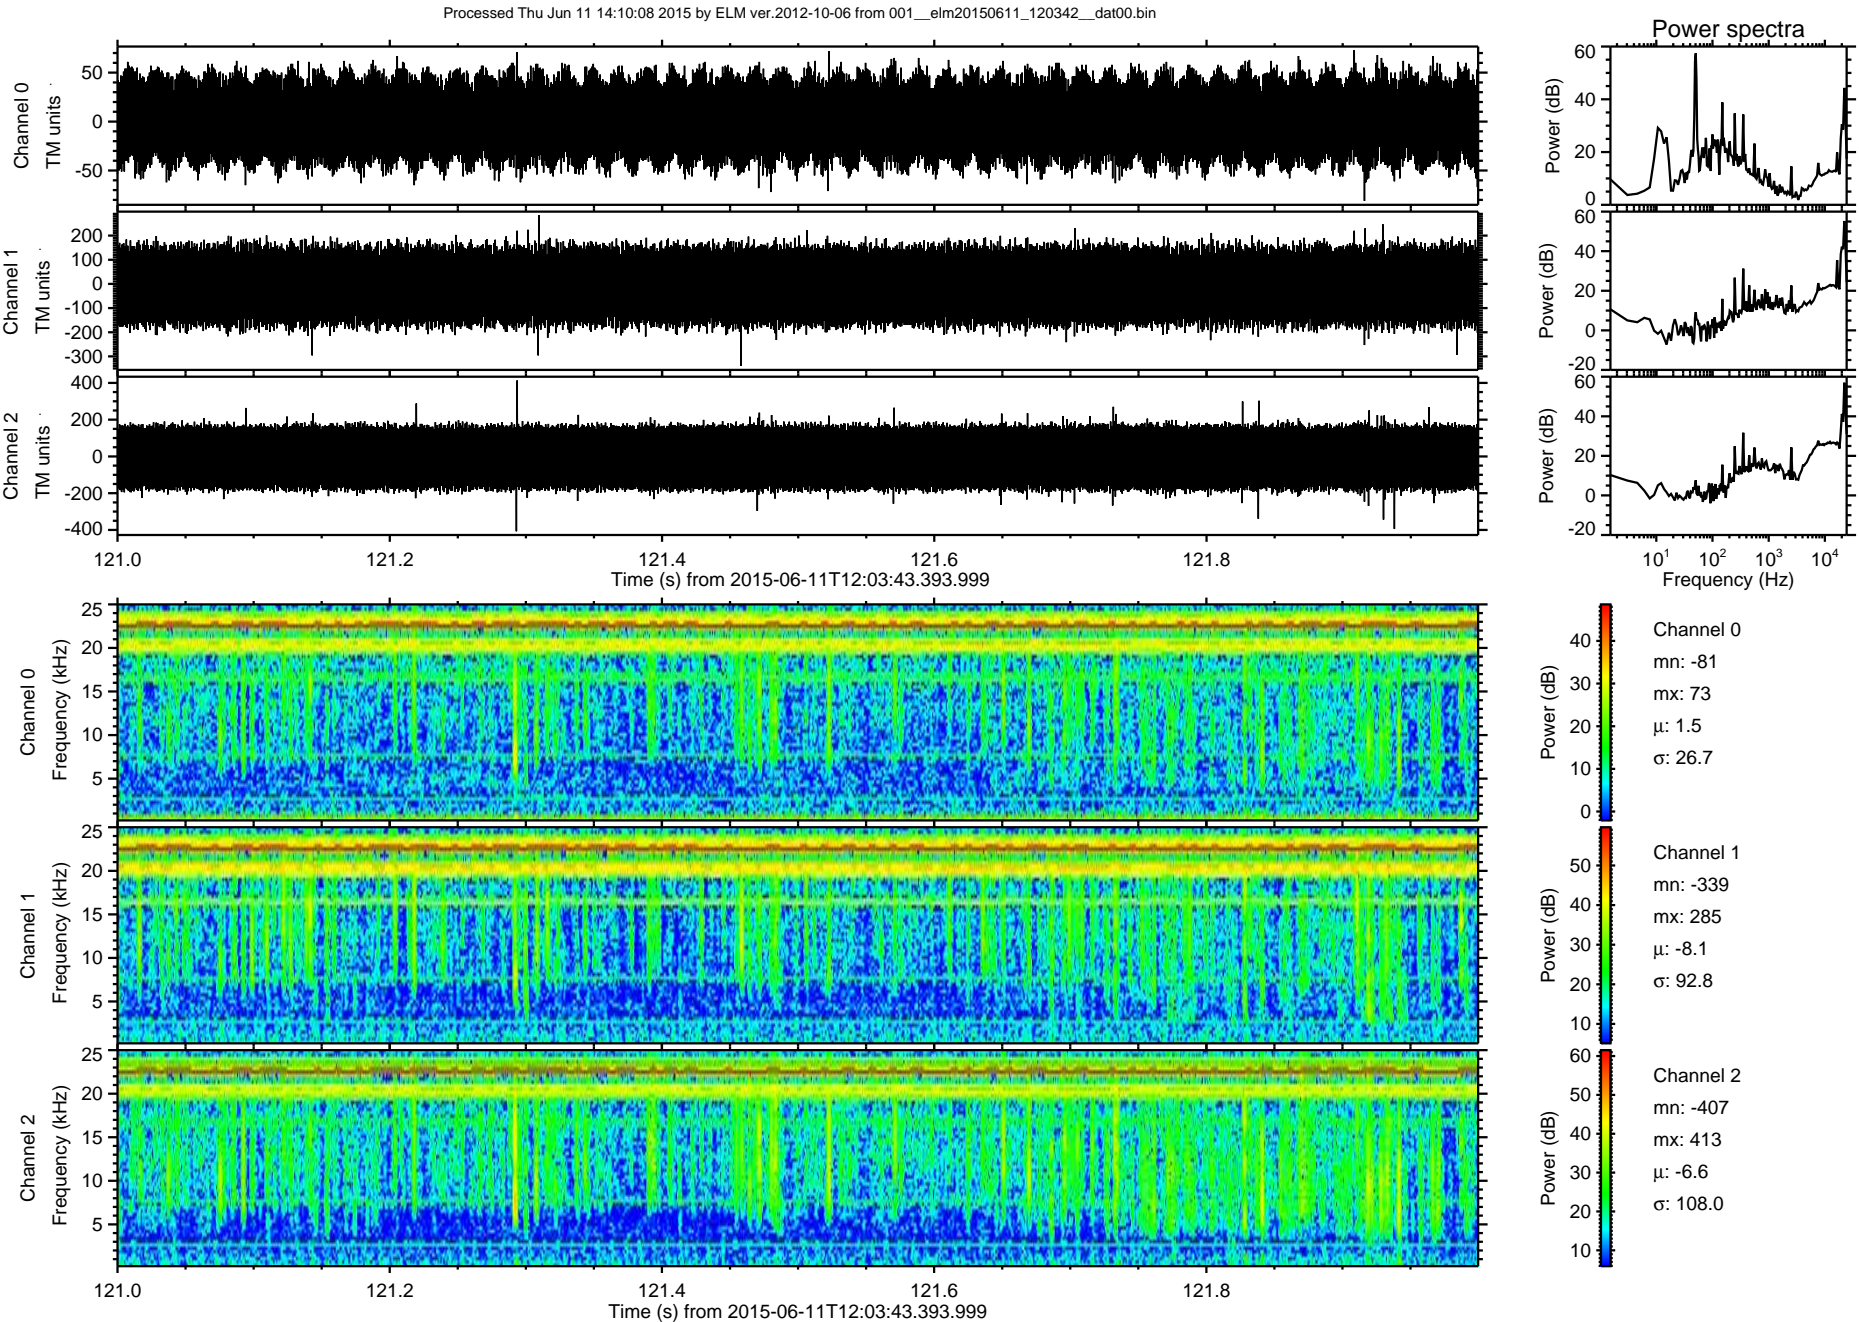 Processed Thu Jun 11 14:10:08 2015 by ELM ver.2012-10-06 from 001__elm20150611_120342__dat00.bin
Power spectra
Channel 0
TM units
50
0
-50
Power (dB)
60
40
20
0
Channel 1
TM units
200
100
0
-100
-200
-300
Power (dB)
60
40
20
0
-20
Channel 2
TM units
400
200
0
-200
-400
Power (dB)
60
40
20
0
-20
121.0 121.2 121.4 121.6 121.8
Time (s) from 2015-06-11T12:03:43.393.999
10^1 10^2 10^3 10^4
Frequency (Hz)
Channel 0
Frequency (kHz)
25
20
15
10
5
Power (dB)
40
30
20
10
0
Channel 0
mn: -81
mx: 73
μ: 1.5
σ: 26.7
Channel 1
Frequency (kHz)
25
20
15
10
5
Power (dB)
50
40
30
20
10
Channel 1
mn: -339
mx: 285
μ: -8.1
σ: 92.8
Channel 2
Frequency (kHz)
25
20
15
10
5
Power (dB)
60
50
40
30
20
10
Channel 2
mn: -407
mx: 413
μ: -6.6
σ: 108.0
121.0 121.2 121.4 121.6 121.8
Time (s) from 2015-06-11T12:03:43.393.999